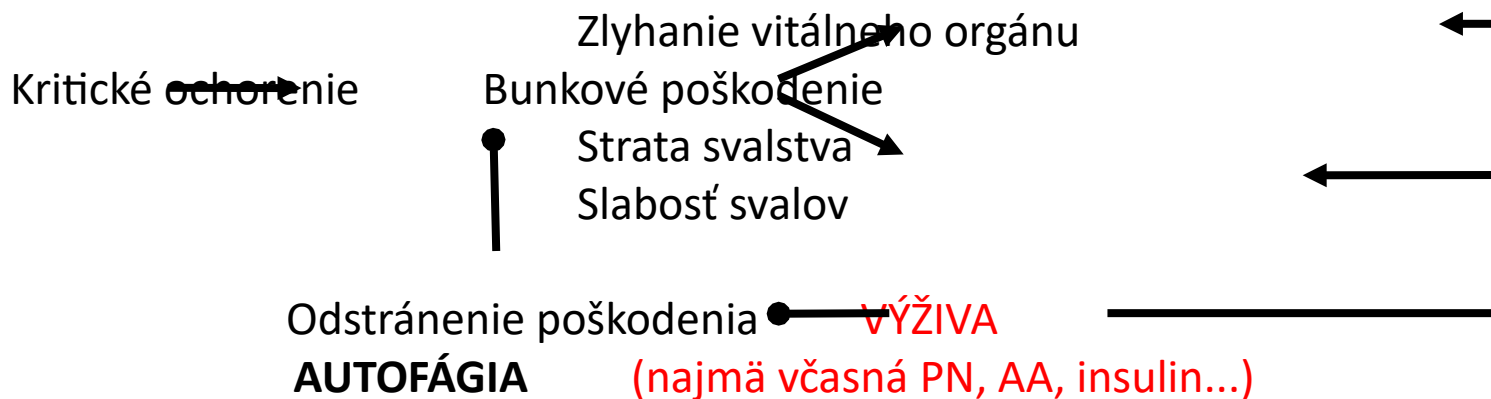 Zlyhanie vitálneho orgánu
Kritické ochorenie Bunkové poškodenie
Strata svalstva
Slabosť svalov
Odstránenie poškodenia VÝŽIVA
AUTOFÁGIA (najmä včasná PN, AA, insulin...)